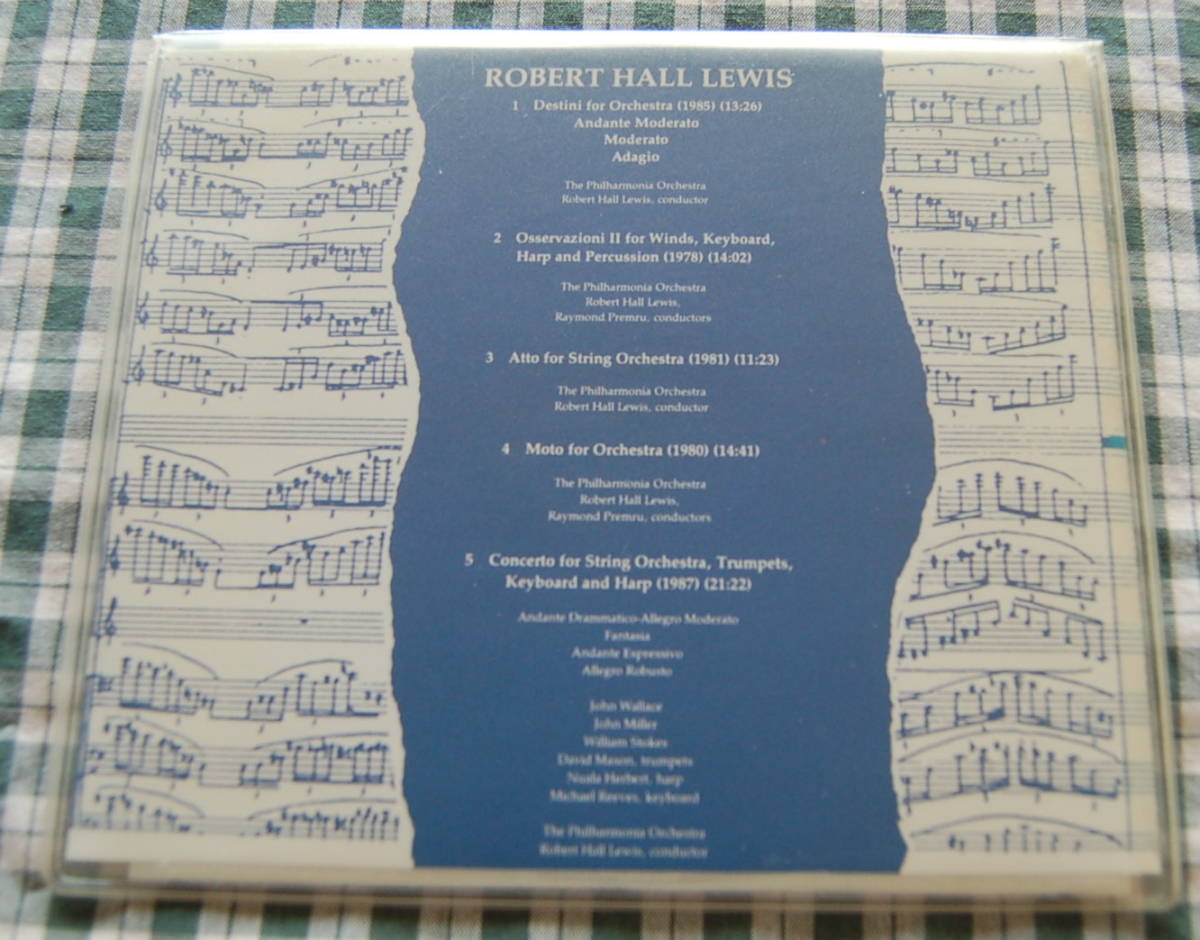 ROBERT HALL LEWIS
1 Destini for Orchestra (1985) (13:26)
Andante Moderato
Moderato
Adagio
The Philharmonia Orchestra
Robert Hall Lewis, conductor
2 Osservazioni II for Winds, Keyboard,
Harp and Percussion (1978) (14:02)
The Philharmonia Orchestra
Robert Hall Lewis,
Raymond Premru, conductors
3 Atto for String Orchestra (1981) (11:23)
The Philharmonia Orchestra
Robert Hall Lewis, conductor
4 Moto for Orchestra (1980) (14:41)
The Philharmonia Orchestra
Robert Hall Lewis,
Raymond Premru, conductors
5 Concerto for String Orchestra, Trumpets,
Keyboard and Harp (1987) (21:22)
Andante Drammatico-Allegro Moderato
Fantasia
Andante Espressivo
Allegro Robusto
John Wallace
John Miller
William Stokes
David Mason, trumpets
Nuala Herbert, harp
Michael Reeves, keyboard
The Philharmonia Orchestra
Robert Hall Lewis, conductor